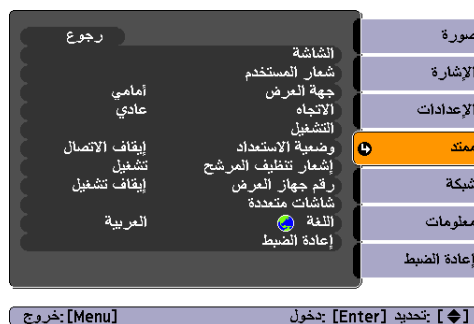 رجوع
الشاشة
شعار المستخدم
جهة العرض أمامي
الاتجاه عادي
التشغيل
وضعية الاستعداد إيقاف الاتصال
إشعار تنظيف المرشح تشغيل
رقم جهاز العرض إيقاف تشغيل
شاشات متعددة
اللغة العربية
إعادة الضبط
صورة
الإشارة
الإعدادات
ممتد
شبكة
معلومات
إعادة الضبط
[ ] :تحديد [Enter] :دخول [Menu] :خروج